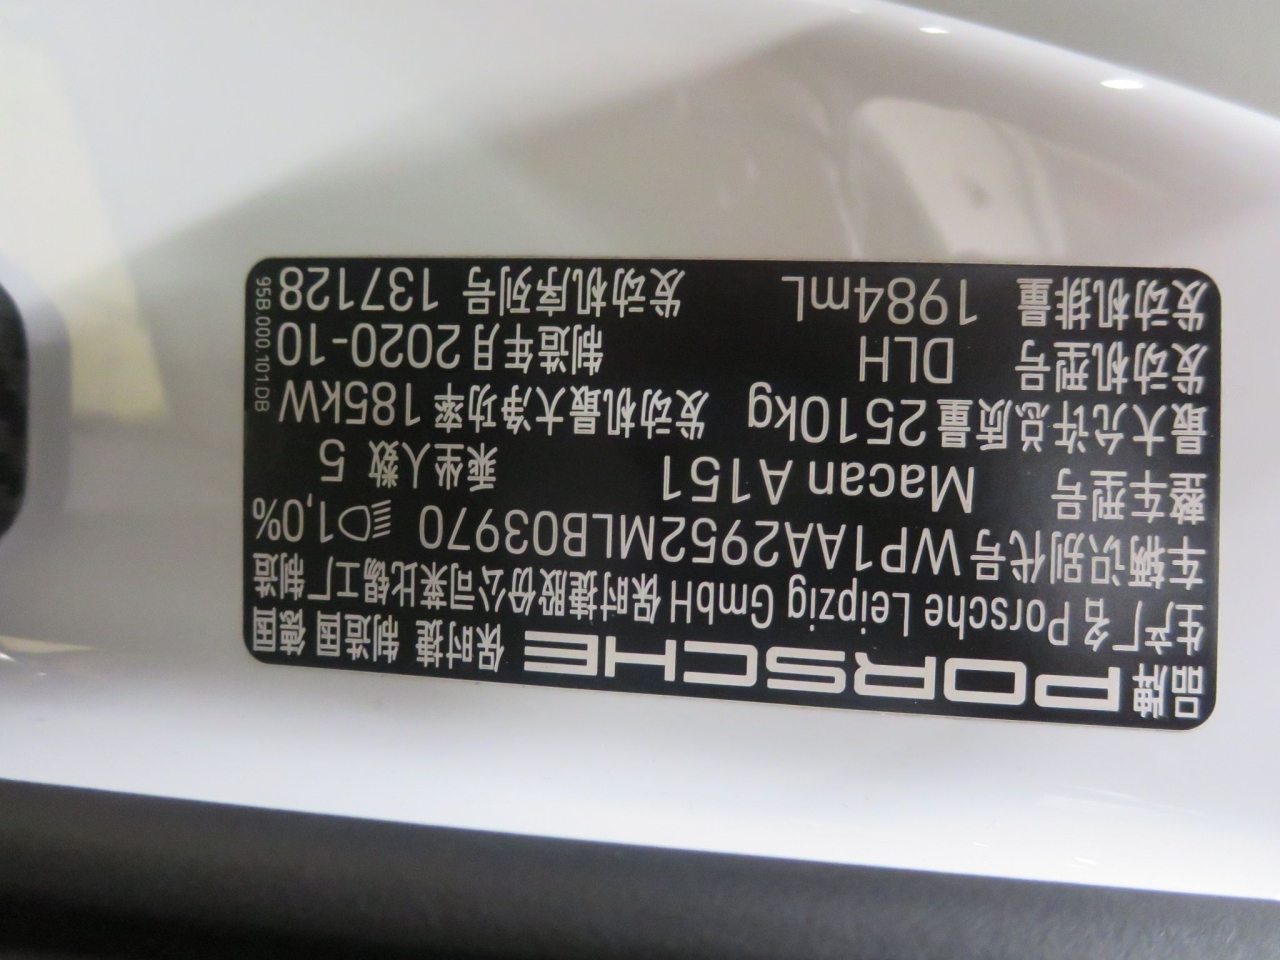 品牌 PORSCHE 保时捷 制造国 德国
生产厂名 Porsche Leipzig GmbH 保时捷股份公司莱比锡工厂制造
车辆识别代号 WP1AA2952MLB03970 1,0%
整车型号 Macan A151 乘坐人数 5
最大允许总质量 2510kg 发动机最大净功率 185kW
发动机型号 DLH 制造年月 2020-10
发动机排量 1984mL 发动机序列号 137128
95B.000.101.DB